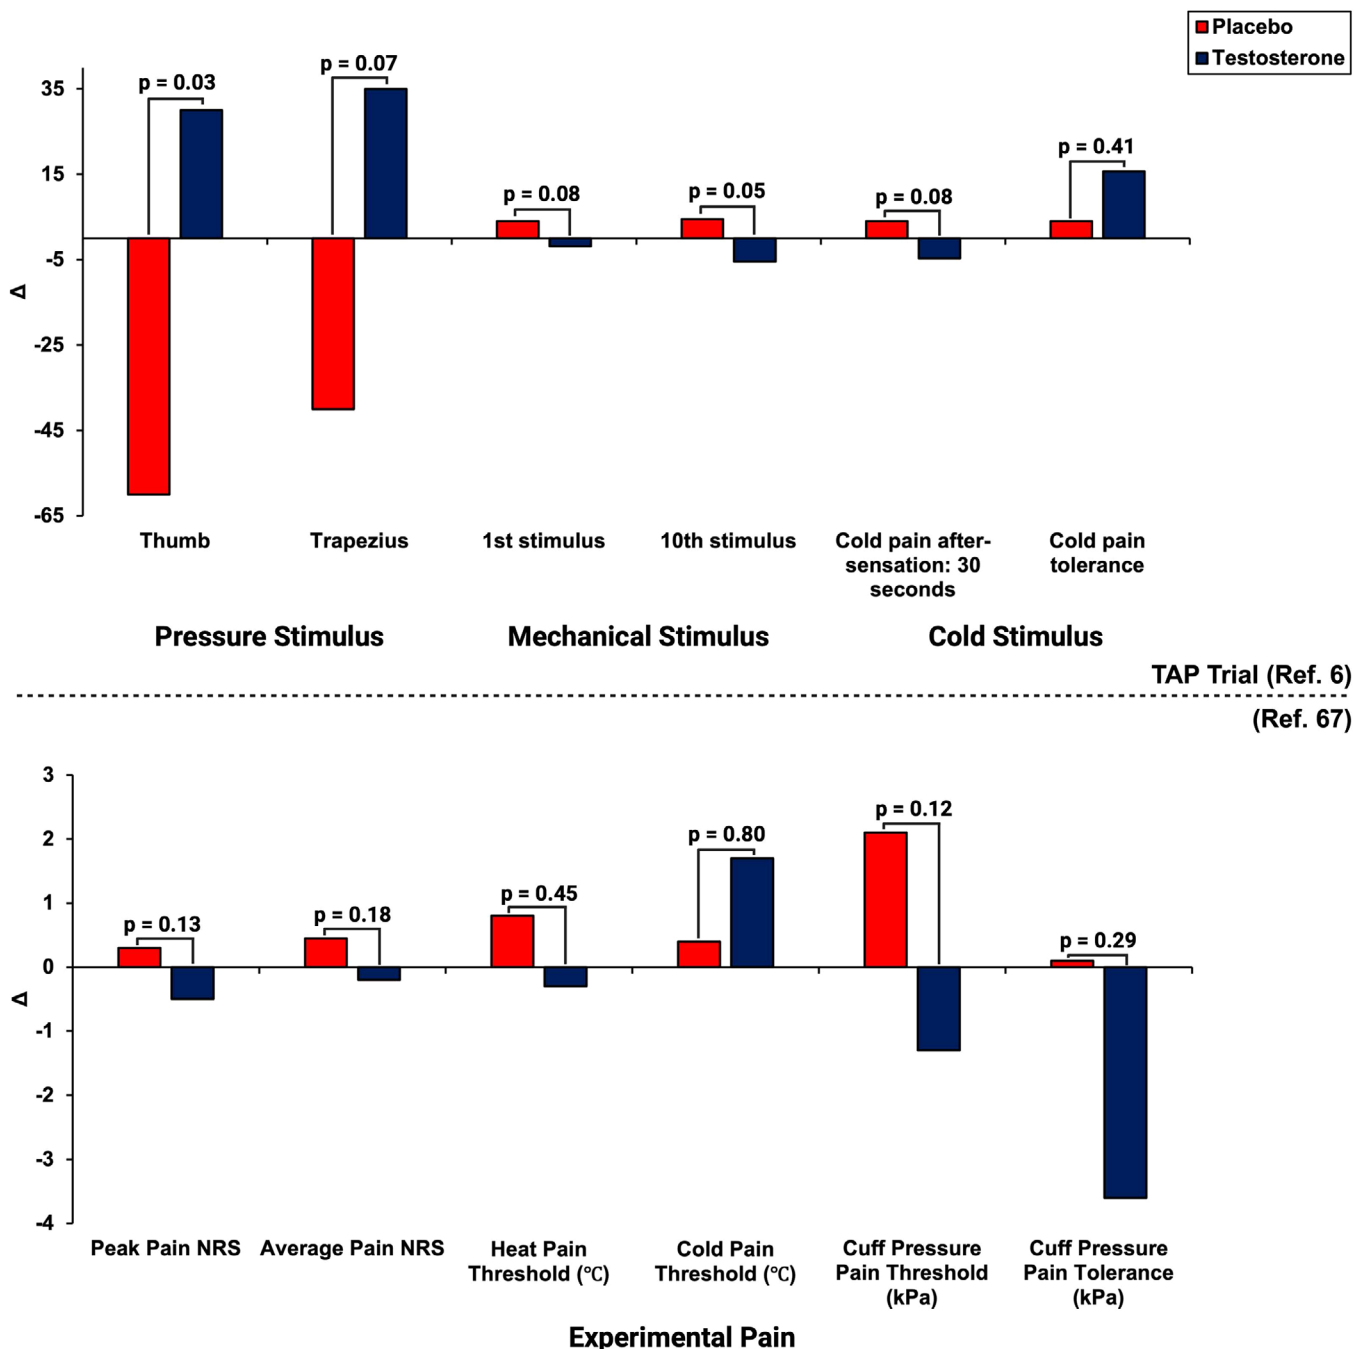 Placebo
Testosterone
p = 0.03
p = 0.07
p = 0.08
p = 0.05
p = 0.08
p = 0.41
35
15
-5
-25
-45
-65
Δ
Thumb
Trapezius
1st stimulus
10th stimulus
Cold pain after-
sensation: 30
seconds
Cold pain
tolerance
Pressure Stimulus
Mechanical Stimulus
Cold Stimulus
TAP Trial (Ref. 6)
(Ref. 67)
3
2
1
0
-1
-2
-3
-4
Δ
p = 0.13
p = 0.18
p = 0.45
p = 0.80
p = 0.12
p = 0.29
Peak Pain NRS
Average Pain NRS
Heat Pain
Threshold (℃)
Cold Pain
Threshold (℃)
Cuff Pressure
Pain Threshold
(kPa)
Cuff Pressure
Pain Tolerance
(kPa)
Experimental Pain